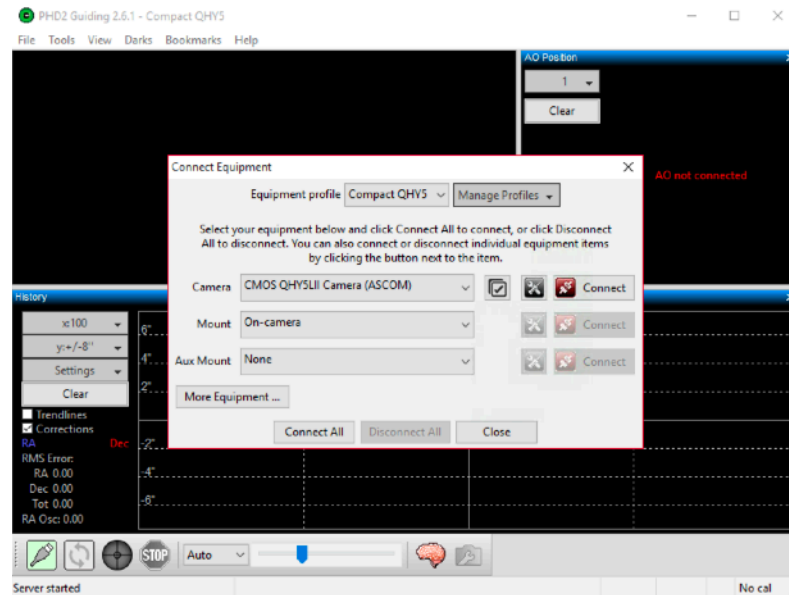 PHD2 Guiding 2.6.1 - Compact QHY5
File Tools View Darks Bookmarks Help
AO Position
1
Clear
AO not connected
Connect Equipment
Equipment profile Compact QHY5 Manage Profiles
Select your equipment below and click Connect All to connect, or click Disconnect
All to disconnect. You can also connect or disconnect individual equipment items
by clicking the button next to the item.
Camera CMOS QHY5LII Camera (ASCOM) Connect
Mount On-camera Connect
Aux Mount None Connect
More Equipment ...
Connect All Disconnect All Close
History
x:100
y:+/-8"
Settings
Clear
Trendlines
Corrections
RA Dec
RMS Error:
RA 0.00
Dec 0.00
Tot 0.00
RA Osc: 0.00
6"
4"
2"
-2"
-4"
-6"
STOP Auto
Server started No cal